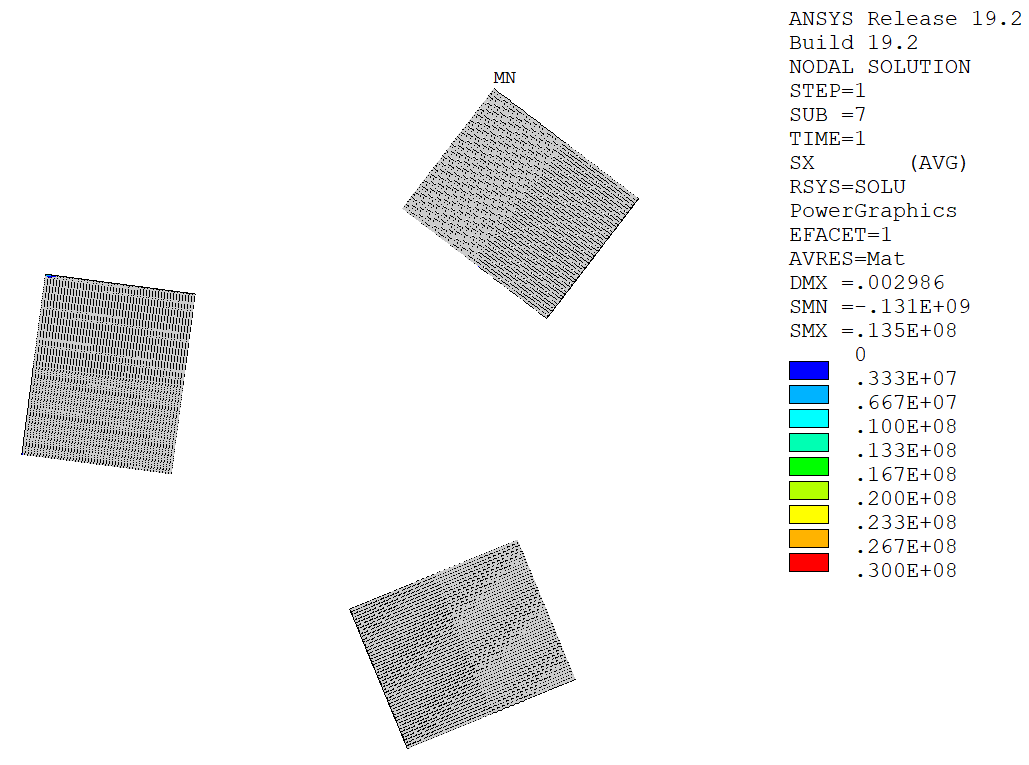 MN
ANSYS Release 19.2
Build 19.2
NODAL SOLUTION
STEP=1
SUB =7
TIME=1
SX       (AVG)
RSYS=SOLU
PowerGraphics
EFACET=1
AVRES=Mat
DMX =.002986
SMN =-.131E+09
SMX =.135E+08
0
.333E+07
.667E+07
.100E+08
.133E+08
.167E+08
.200E+08
.233E+08
.267E+08
.300E+08